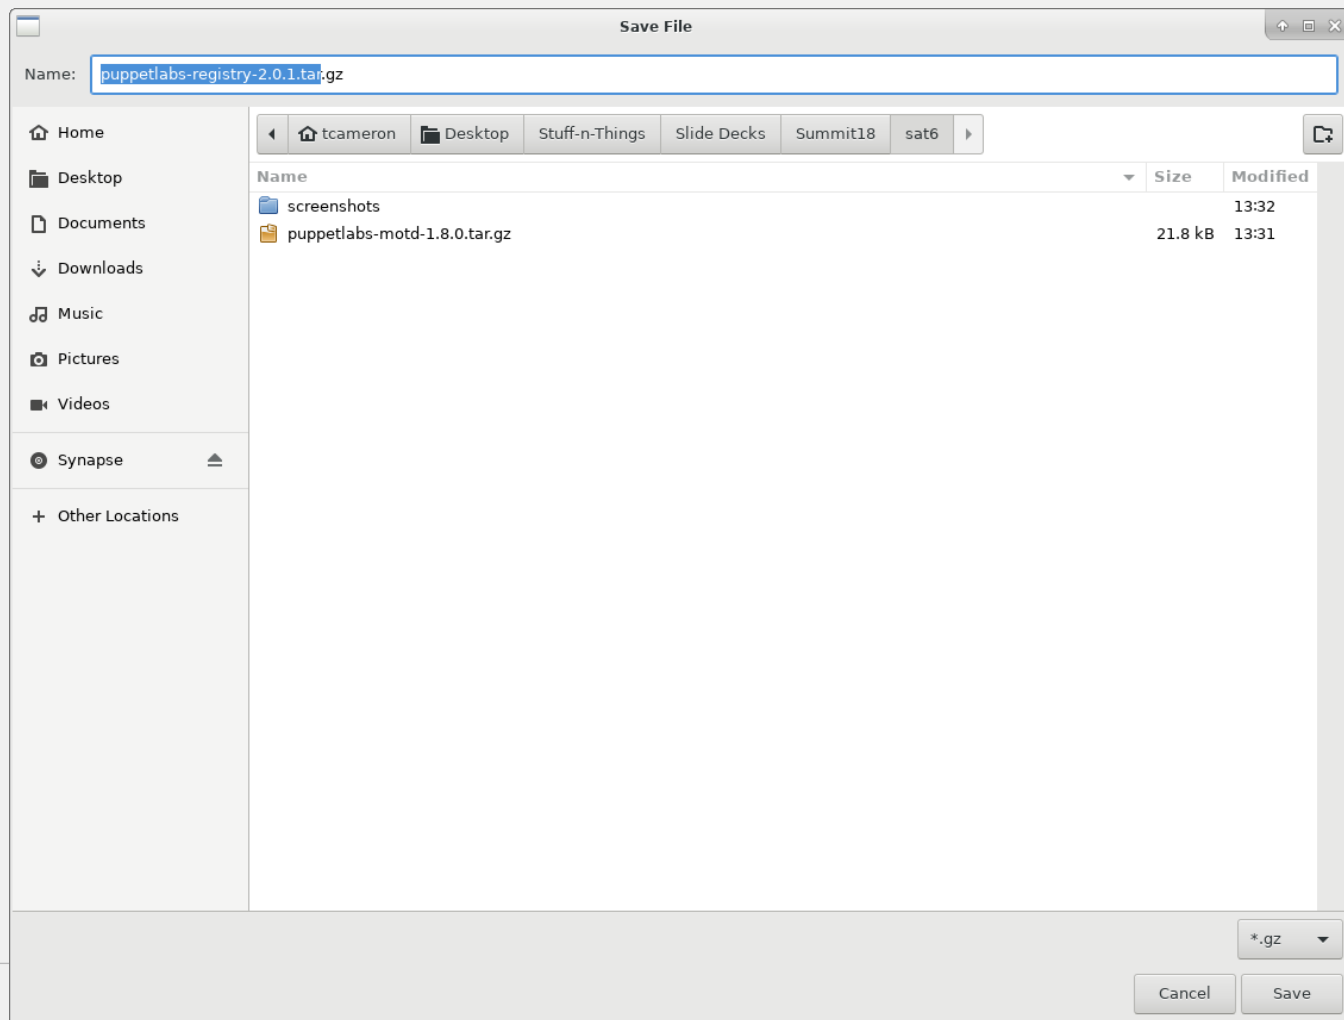 Save File
Name: puppetlabs-registry-2.0.1.tar.gz
Home
Desktop
Documents
Downloads
Music
Pictures
Videos
Synapse
Other Locations
tcameron Desktop Stuff-n-Things Slide Decks Summit18 sat6
Name Size Modified
screenshots 13:32
puppetlabs-motd-1.8.0.tar.gz 21.8 kB 13:31
*.gz
Cancel Save